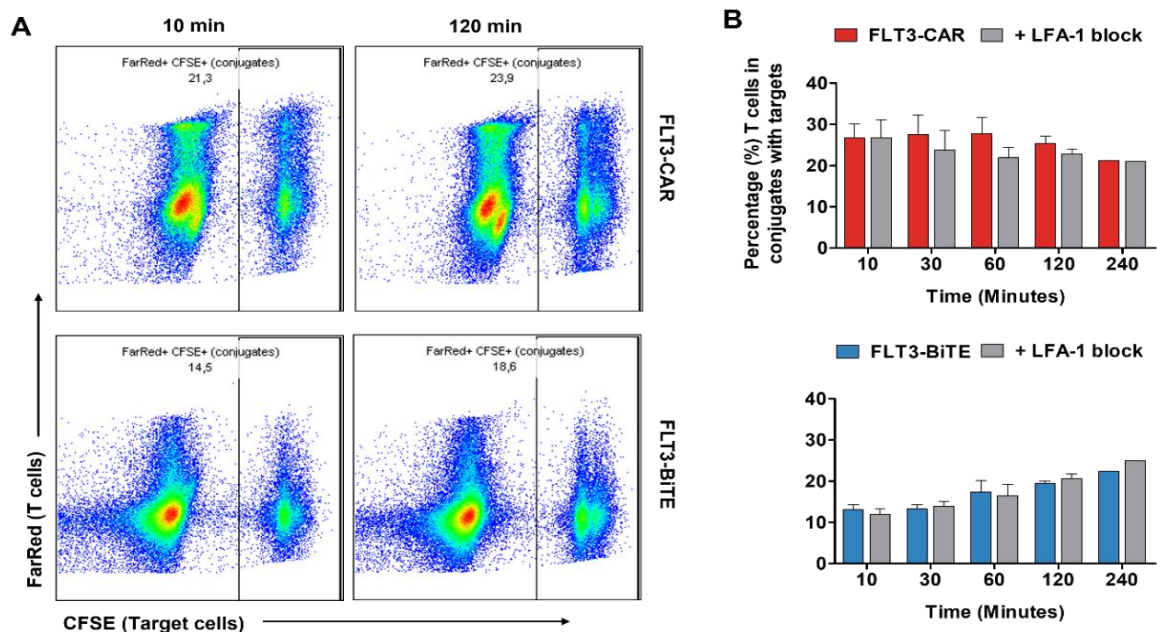 A
10 min
120 min
FarRed+ CFSE+ (conjugates)
21,3
FarRed+ CFSE+ (conjugates)
23,9
FLT3-CAR
FarRed+ CFSE+ (conjugates)
14,5
FarRed+ CFSE+ (conjugates)
18,6
FLT3-BiTE
FarRed (T cells)
CFSE (Target cells)
B
FLT3-CAR + LFA-1 block
Percentage (%) T cells in
conjugates with targets
40
30
20
10
0
10 30 60 120 240
Time (Minutes)
FLT3-BiTE + LFA-1 block
40
30
20
10
0
10 30 60 120 240
Time (Minutes)